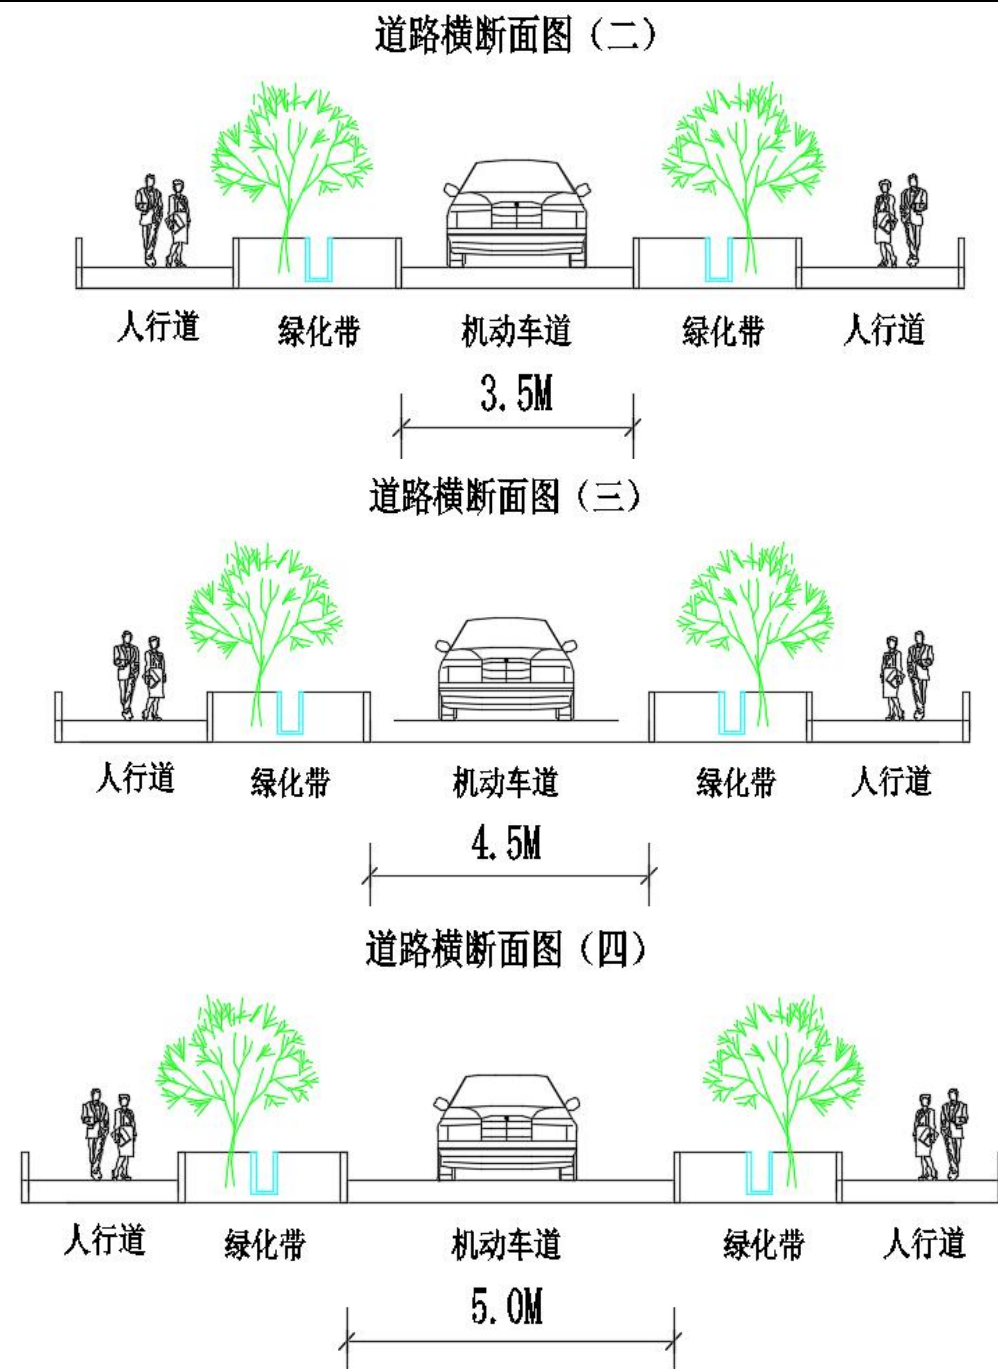 道路横断面图（二）
人行道 绿化带 机动车道 绿化带 人行道
3.5M
道路横断面图（三）
人行道 绿化带 机动车道 绿化带 人行道
4.5M
道路横断面图（四）
人行道 绿化带 机动车道 绿化带 人行道
5.0M